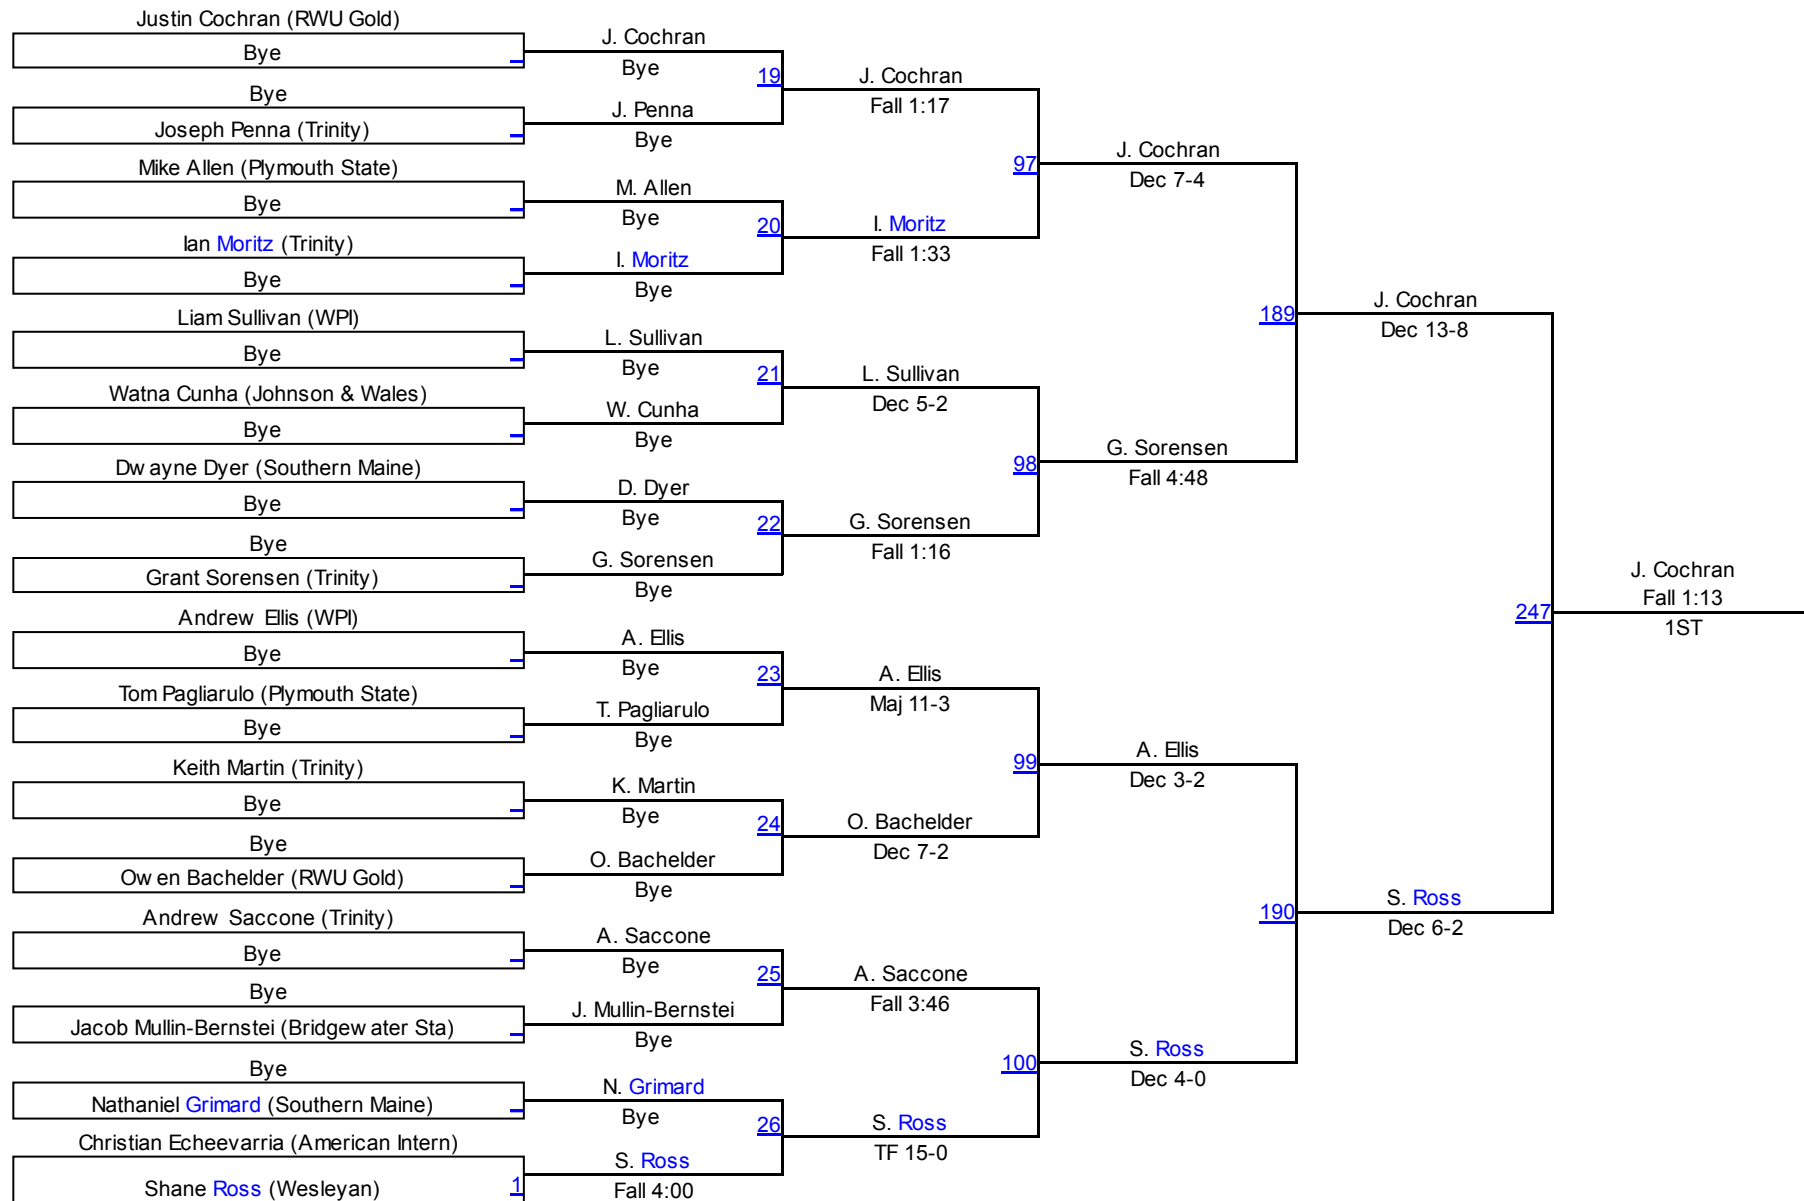 Justin Cochran (RWU Gold)
Bye
Bye
Joseph Penna (Trinity)
Mike Allen (Plymouth State)
Bye
Ian Moritz (Trinity)
Bye
Liam Sullivan (WPI)
Bye
Watna Cunha (Johnson & Wales)
Bye
Dwayne Dyer (Southern Maine)
Bye
Bye
Grant Sorensen (Trinity)
Andrew Ellis (WPI)
Bye
Tom Pagliarulo (Plymouth State)
Bye
Keith Martin (Trinity)
Bye
Bye
Owen Bachelder (RWU Gold)
Andrew Saccone (Trinity)
Bye
Bye
Jacob Mullin-Bernstei (Bridgewater Sta)
Bye
Nathaniel Grimard (Southern Maine)
Christian Echeevarria (American Intern)
Shane Ross (Wesleyan)
1
J. Cochran
Bye
19
J. Penna
Bye
M. Allen
Bye
20
I. Moritz
Bye
L. Sullivan
Bye
21
W. Cunha
Bye
D. Dyer
Bye
22
G. Sorensen
Bye
A. Ellis
Bye
23
T. Pagliarulo
Bye
K. Martin
Bye
24
O. Bachelder
Bye
A. Saccone
Bye
25
J. Mullin-Bernstei
Bye
N. Grimard
Bye
26
S. Ross
Fall 4:00
J. Cochran
Fall 1:17
97
I. Moritz
Fall 1:33
L. Sullivan
Dec 5-2
98
G. Sorensen
Fall 1:16
A. Ellis
Maj 11-3
99
O. Bachelder
Dec 7-2
A. Saccone
Fall 3:46
100
S. Ross
TF 15-0
J. Cochran
Dec 7-4
189
G. Sorensen
Fall 4:48
A. Ellis
Dec 3-2
190
S. Ross
Dec 4-0
J. Cochran
Dec 13-8
247
S. Ross
Dec 6-2
J. Cochran
Fall 1:13
1ST